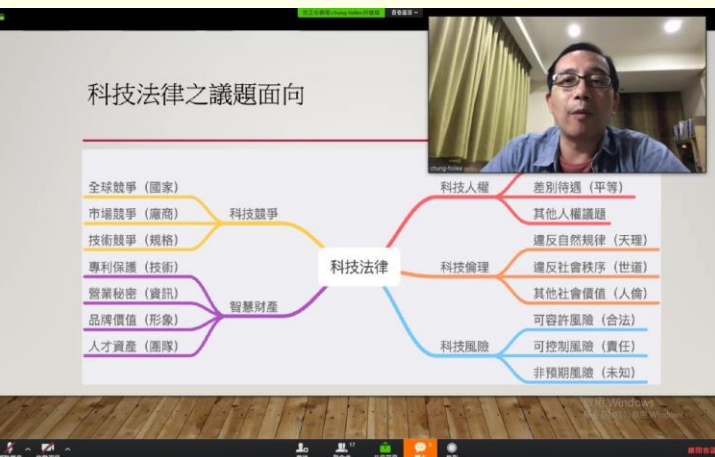 科技法律之議題面向
chung-hsilee
全球競爭（國家）
市場競爭（廠商）
技術競爭（規格）
科技競爭
專利保護（技術）
營業秘密（資訊）
品牌價值（形象）
人才資產（團隊）
智慧財產
科技法律
科技人權
差別待遇（平等）
其他人權議題
科技倫理
違反自然規律（天理）
違反社會秩序（世道）
其他社會價值（人倫）
科技風險
可容許風險（合法）
可控制風險（責任）
非預期風險（未知）
17